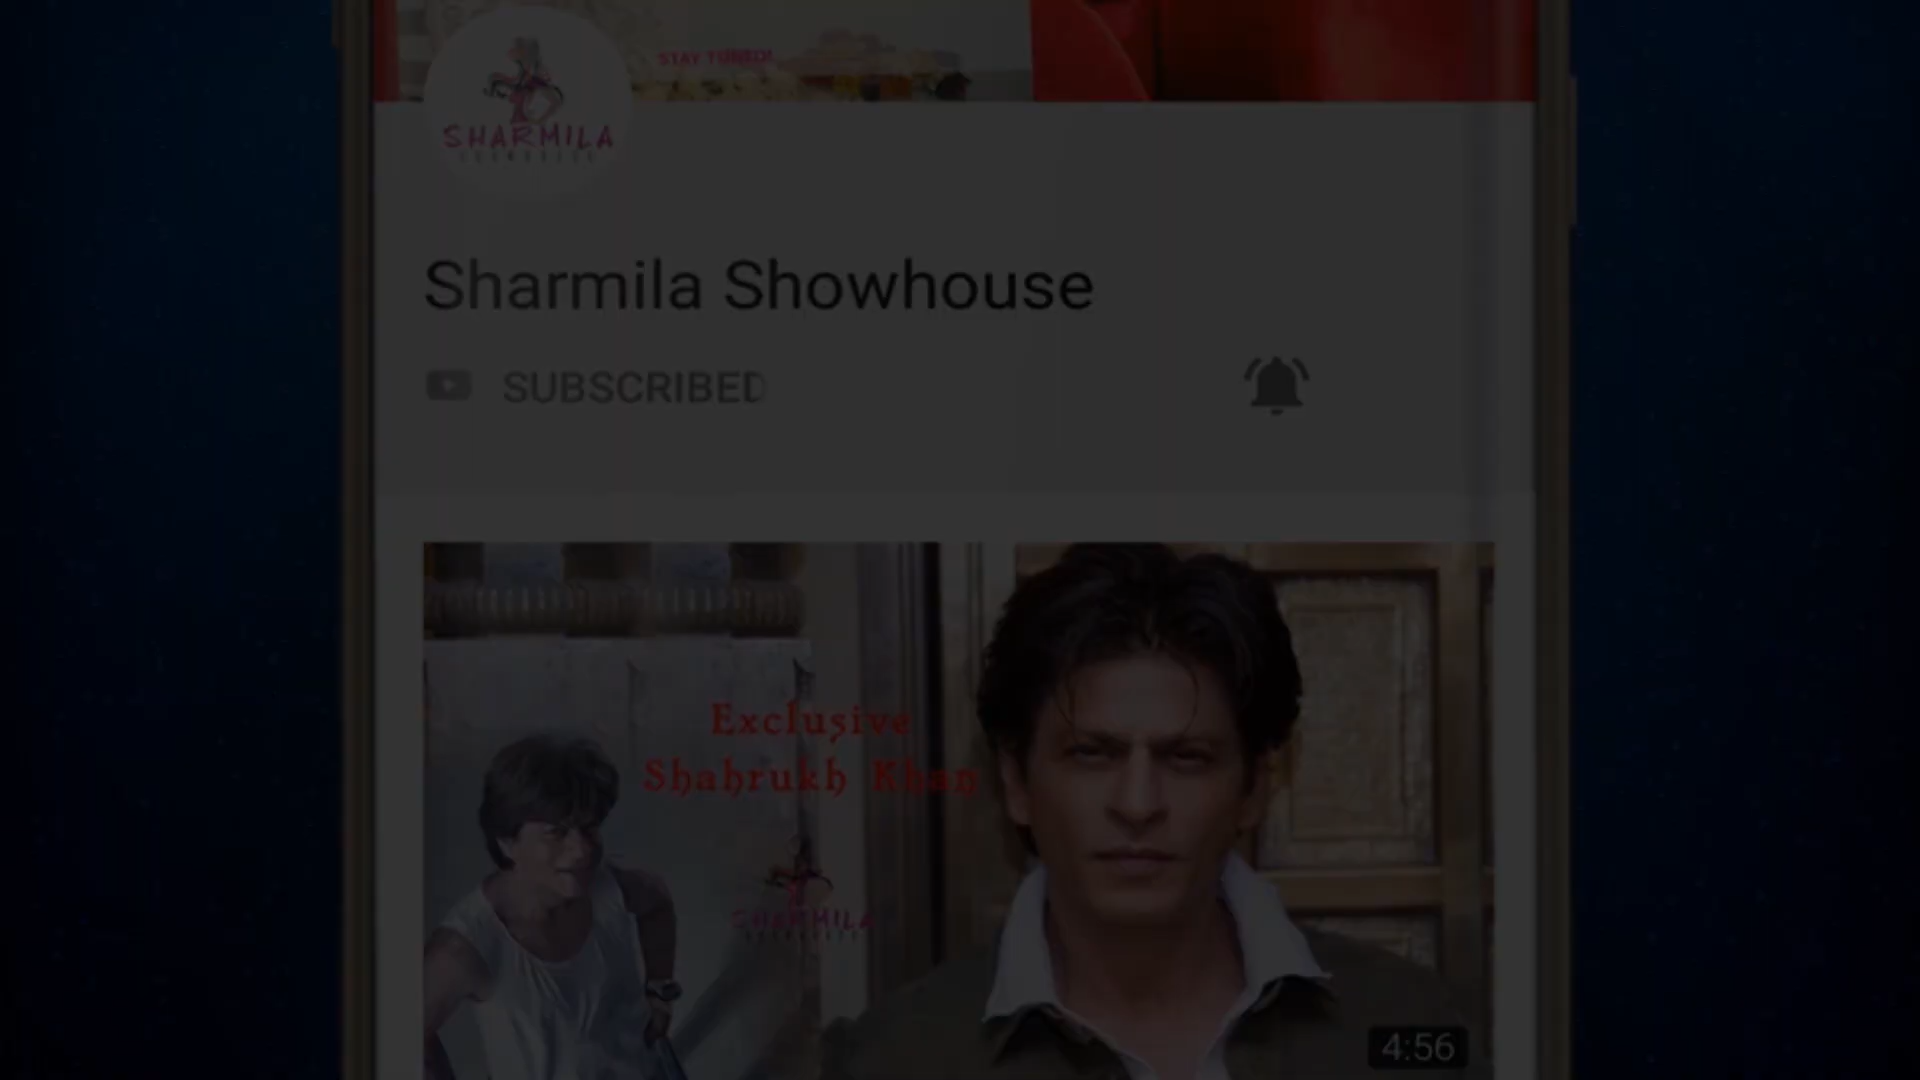 STAY TUNED!
SHARMILA
Sharmila Showhouse
SUBSCRIBED
Exclusive
Shahrukh Khan
SHARMILA
4:56